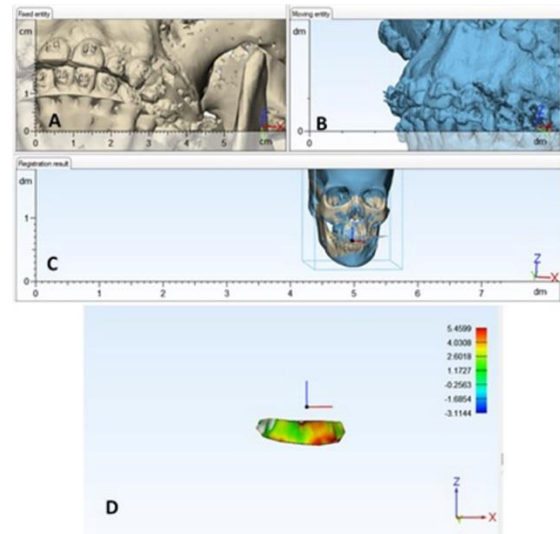 Fixed entity
Moving entity
cm
1
0
A
0 1 2 3 4 5 cm
X
dm
0
B
0
dm
X
Registration result
dm
1
0
C
0 1 2 3 4 5 6 7 dm
Z
Y X
5.4599
4.0308
2.6018
1.1727
-0.2563
-1.6854
-3.1144
D
Z
Y X